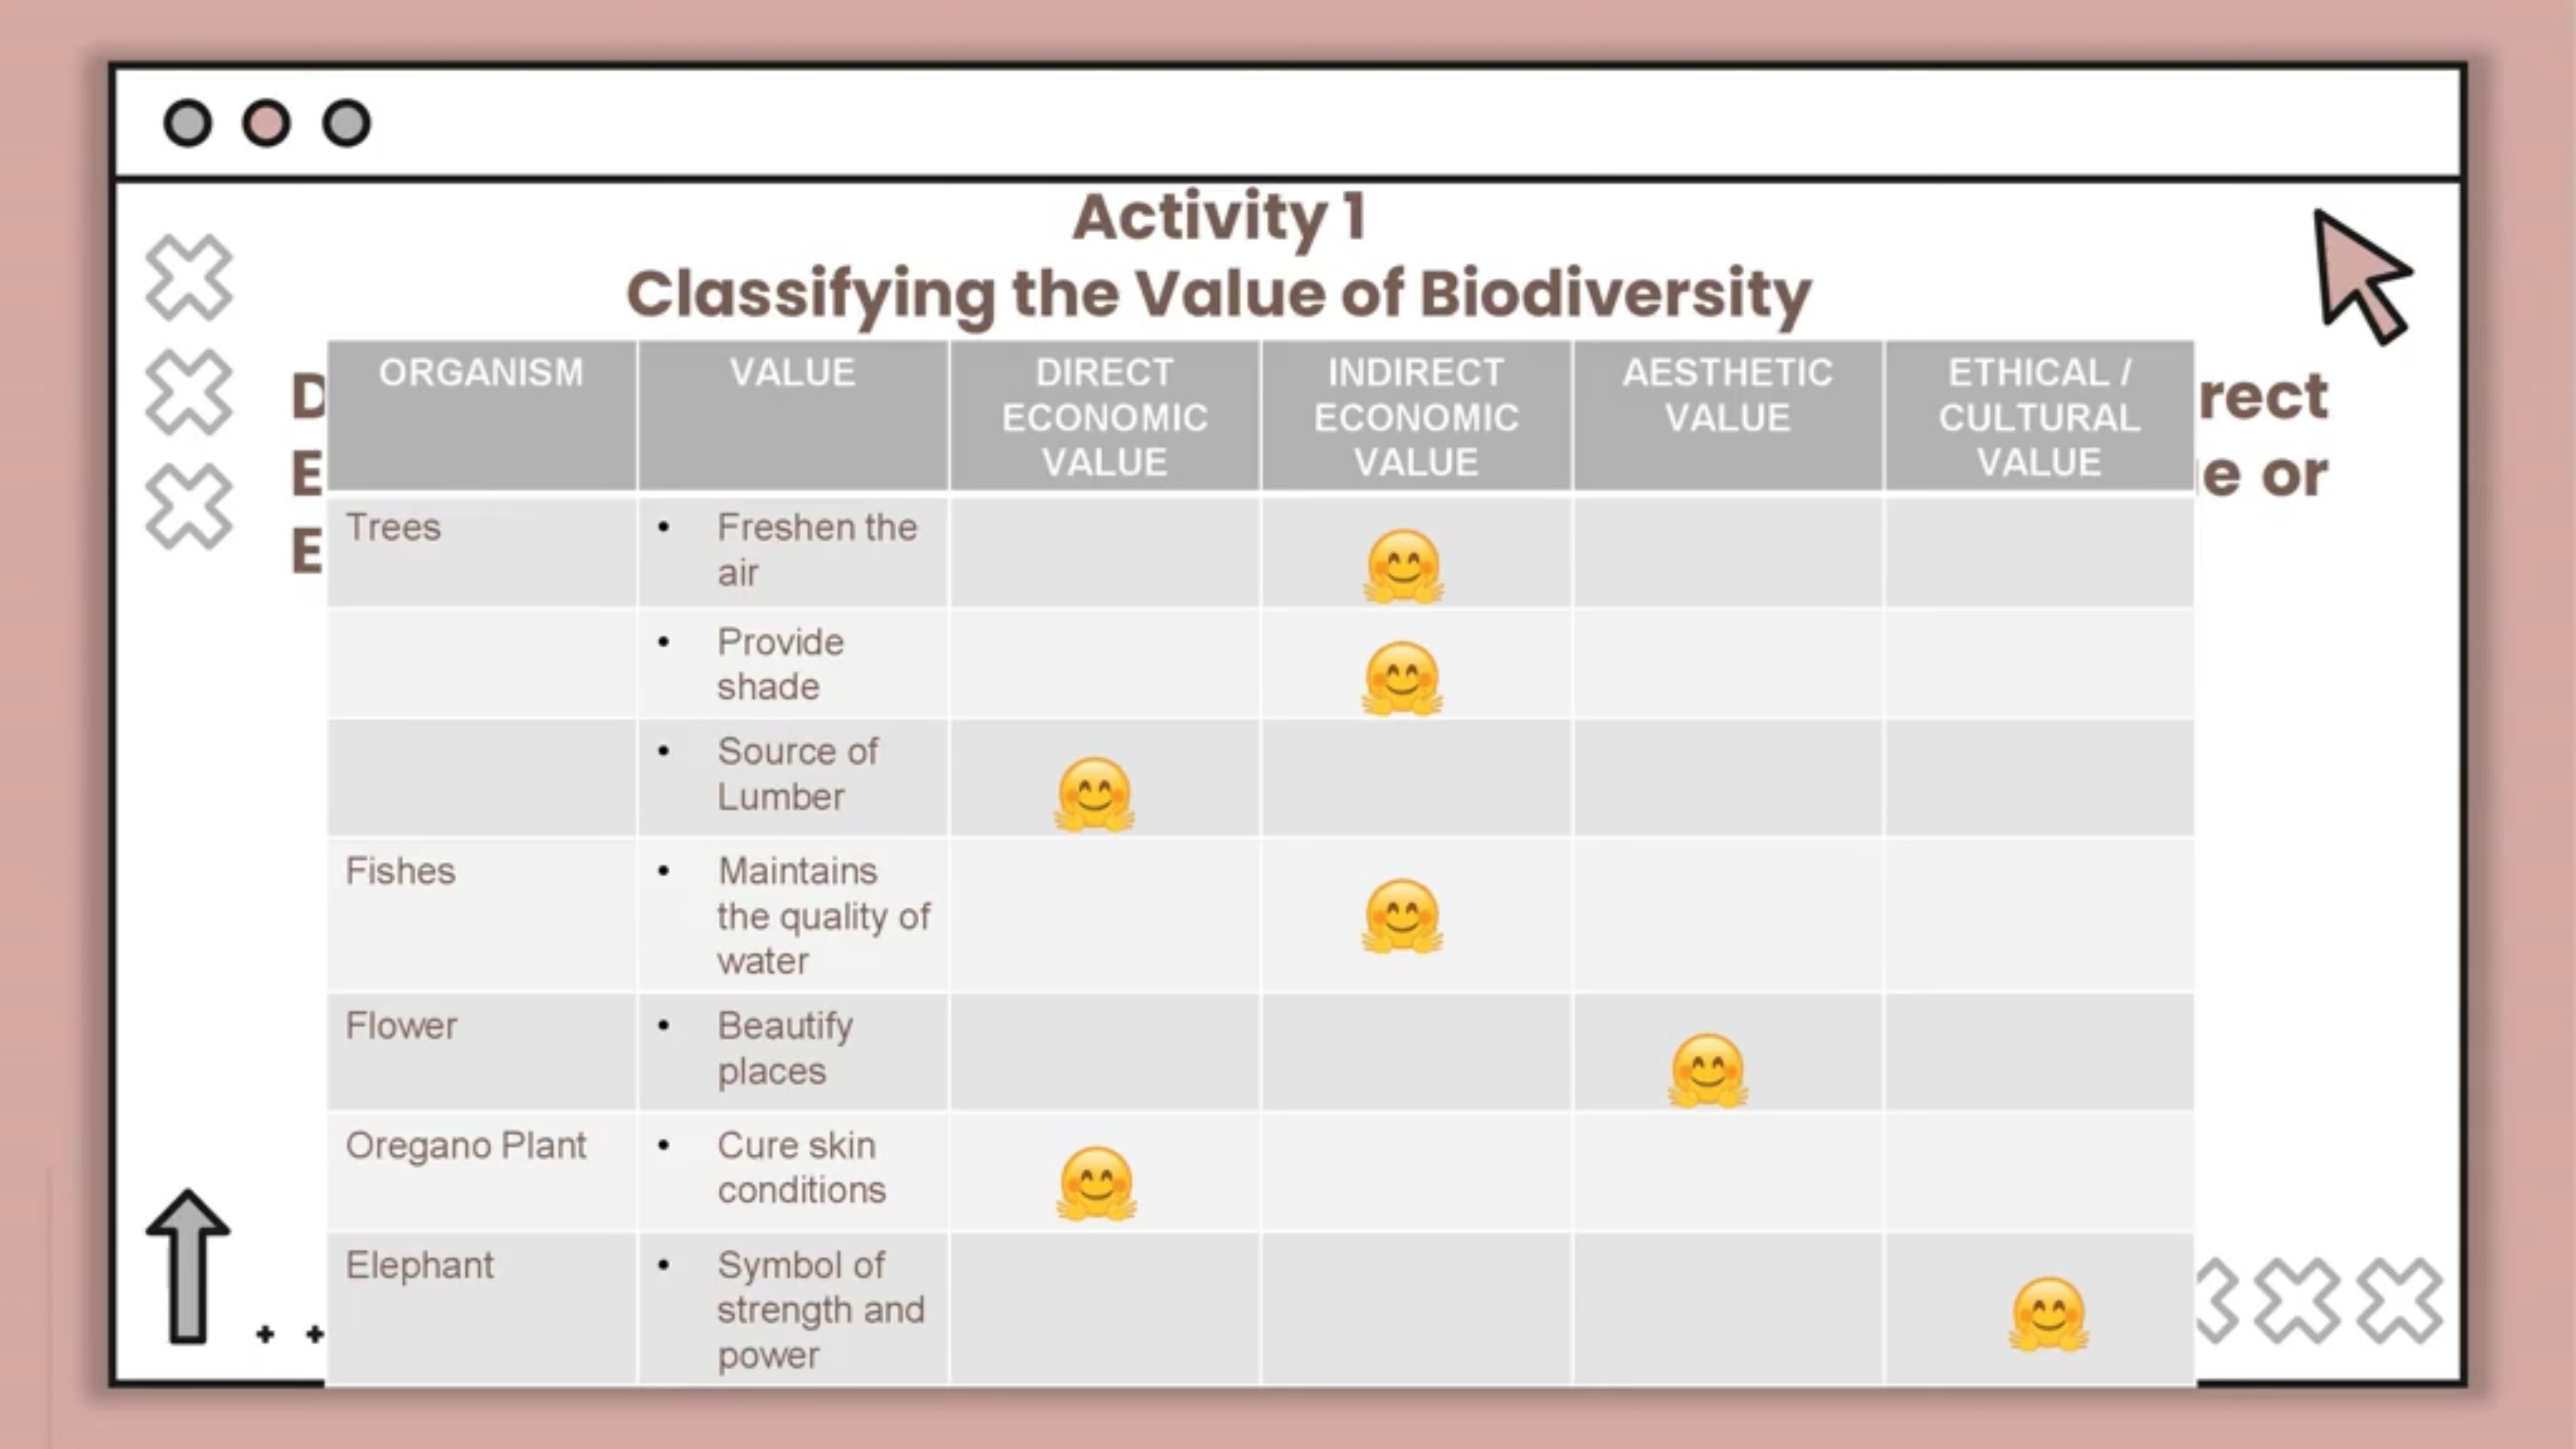 Activity 1
Classifying the Value of Biodiversity
ORGANISM
VALUE
DIRECT
ECONOMIC
VALUE
INDIRECT
ECONOMIC
VALUE
AESTHETIC
VALUE
ETHICAL /
CULTURAL
VALUE
D
rect
E
e or
E
Trees
• Freshen the
air
• Provide
shade
• Source of
Lumber
Fishes
• Maintains
the quality of
water
Flower
• Beautify
places
Oregano Plant
• Cure skin
conditions
Elephant
• Symbol of
strength and
power